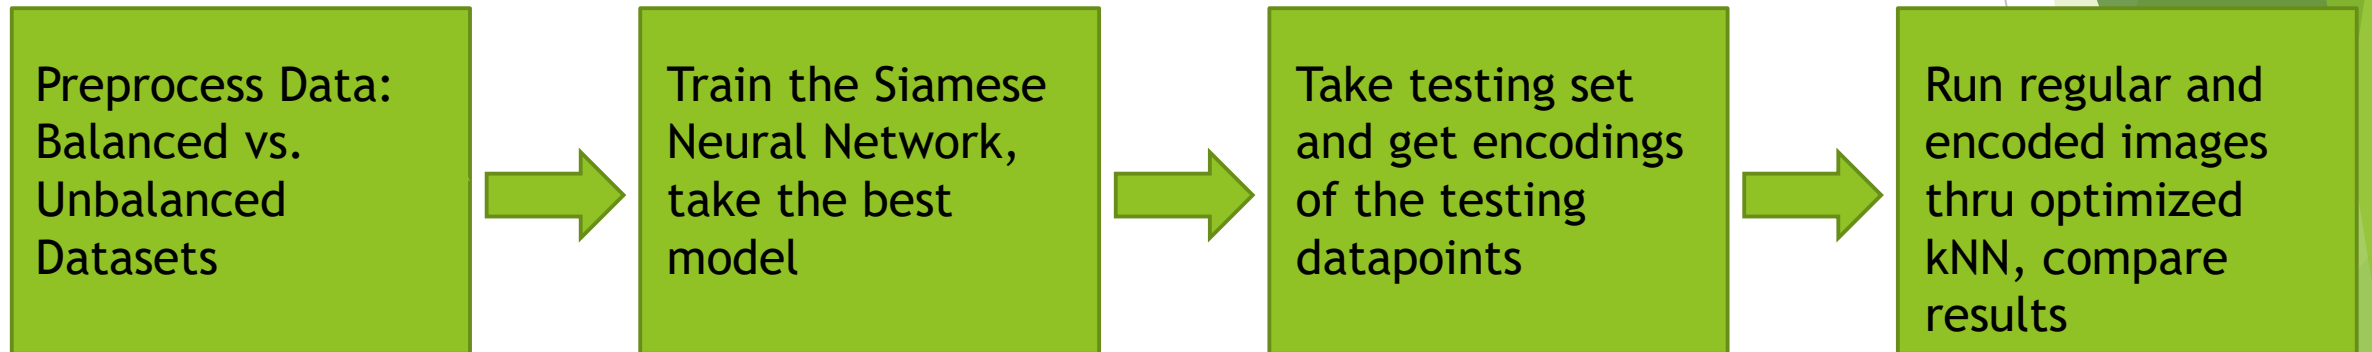 Preprocess Data:
Balanced vs.
Unbalanced
Datasets
Train the Siamese
Neural Network,
take the best
model
Take testing set
and get encodings
of the testing
datapoints
Run regular and
encoded images
thru optimized
kNN, compare
results